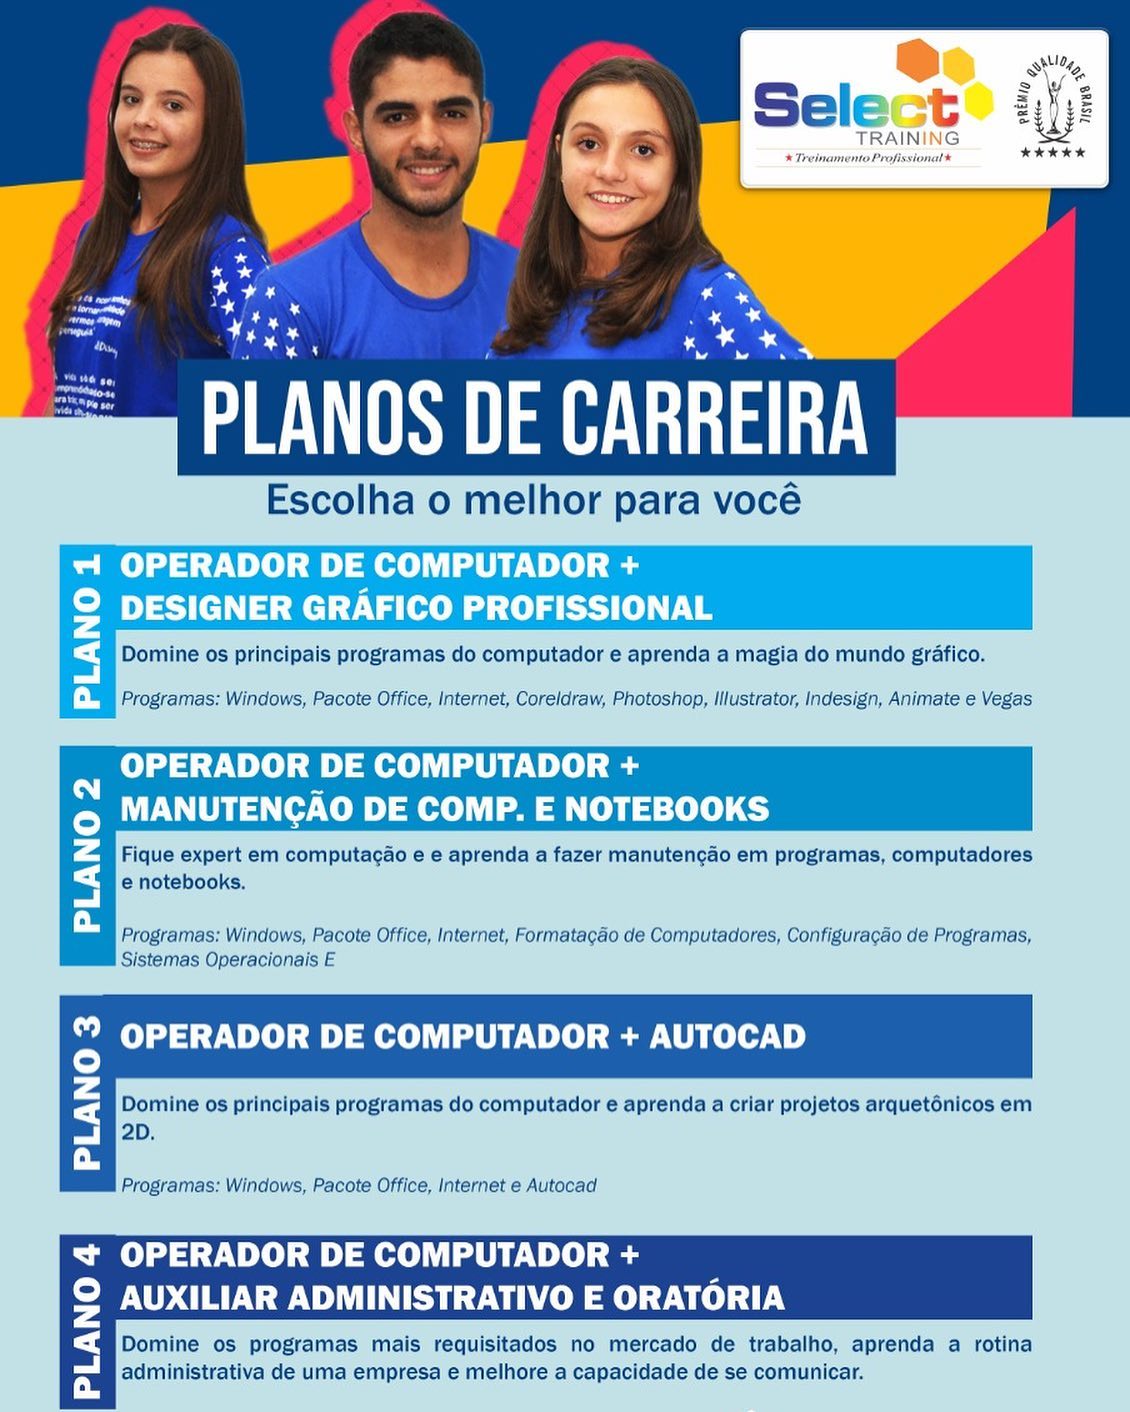 Select
TRAINING
★ Treinamento Profissional ★
PRÊMIO QUALIDADE BRASIL
PLANOS DE CARREIRA
Escolha o melhor para você
PLANO 1
OPERADOR DE COMPUTADOR +
DESIGNER GRÁFICO PROFISSIONAL
Domine os principais programas do computador e aprenda a magia do mundo gráfico.
Programas: Windows, Pacote Office, Internet, Coreldraw, Photoshop, Illustrator, Indesign, Animate e Vegas
PLANO 2
OPERADOR DE COMPUTADOR +
MANUTENÇÃO DE COMP. E NOTEBOOKS
Fique expert em computação e e aprenda a fazer manutenção em programas, computadores
e notebooks.
Programas: Windows, Pacote Office, Internet, Formatação de Computadores, Configuração de Programas,
Sistemas Operacionais E
PLANO 3
OPERADOR DE COMPUTADOR + AUTOCAD
Domine os principais programas do computador e aprenda a criar projetos arquetônicos em
2D.
Programas: Windows, Pacote Office, Internet e Autocad
PLANO 4
OPERADOR DE COMPUTADOR +
AUXILIAR ADMINISTRATIVO E ORATÓRIA
Domine os programas mais requisitados no mercado de trabalho, aprenda a rotina
administrativa de uma empresa e melhore a capacidade de se comunicar.